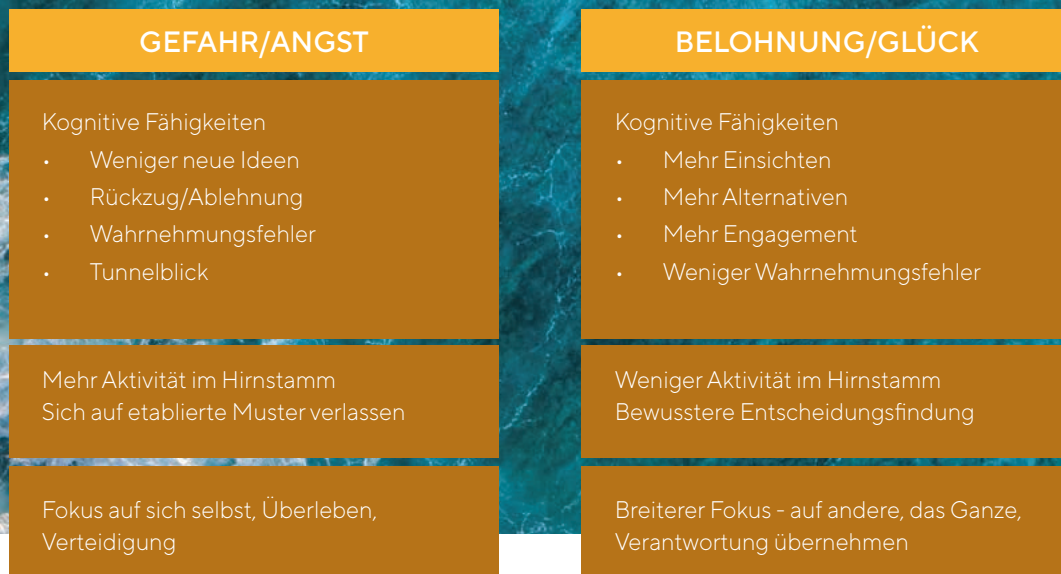 GEFAHR/ANGST
Kognitive Fähigkeiten
• Weniger neue Ideen
• Rückzug/Ablehnung
• Wahrnehmungsfehler
• Tunnelblick
Mehr Aktivität im Hirnstamm
Sich auf etablierte Muster verlassen
Fokus auf sich selbst, Überleben,
Verteidigung
BELOHNUNG/GLÜCK
Kognitive Fähigkeiten
• Mehr Einsichten
• Mehr Alternativen
• Mehr Engagement
• Weniger Wahrnehmungsfehler
Weniger Aktivität im Hirnstamm
Bewusstere Entscheidungsfindung
Breiterer Fokus - auf andere, das Ganze,
Verantwortung übernehmen